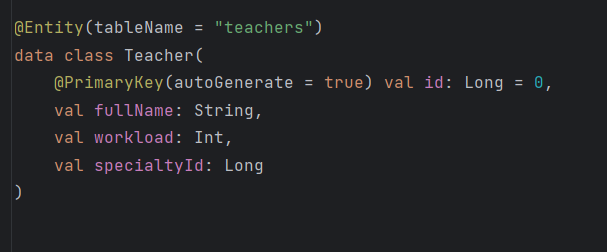 @Entity(tableName = "teachers")
data class Teacher(
    @PrimaryKey(autoGenerate = true) val id: Long = 0,
    val fullName: String,
    val workload: Int,
    val specialtyId: Long
)